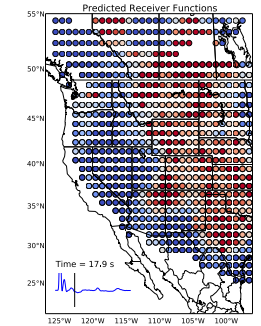 Predicted Receiver Functions
55°N
50°N
45°N
40°N
35°N
30°N
25°N
Time = 17.9 s
125°W 120°W 115°W 110°W 105°W 100°W